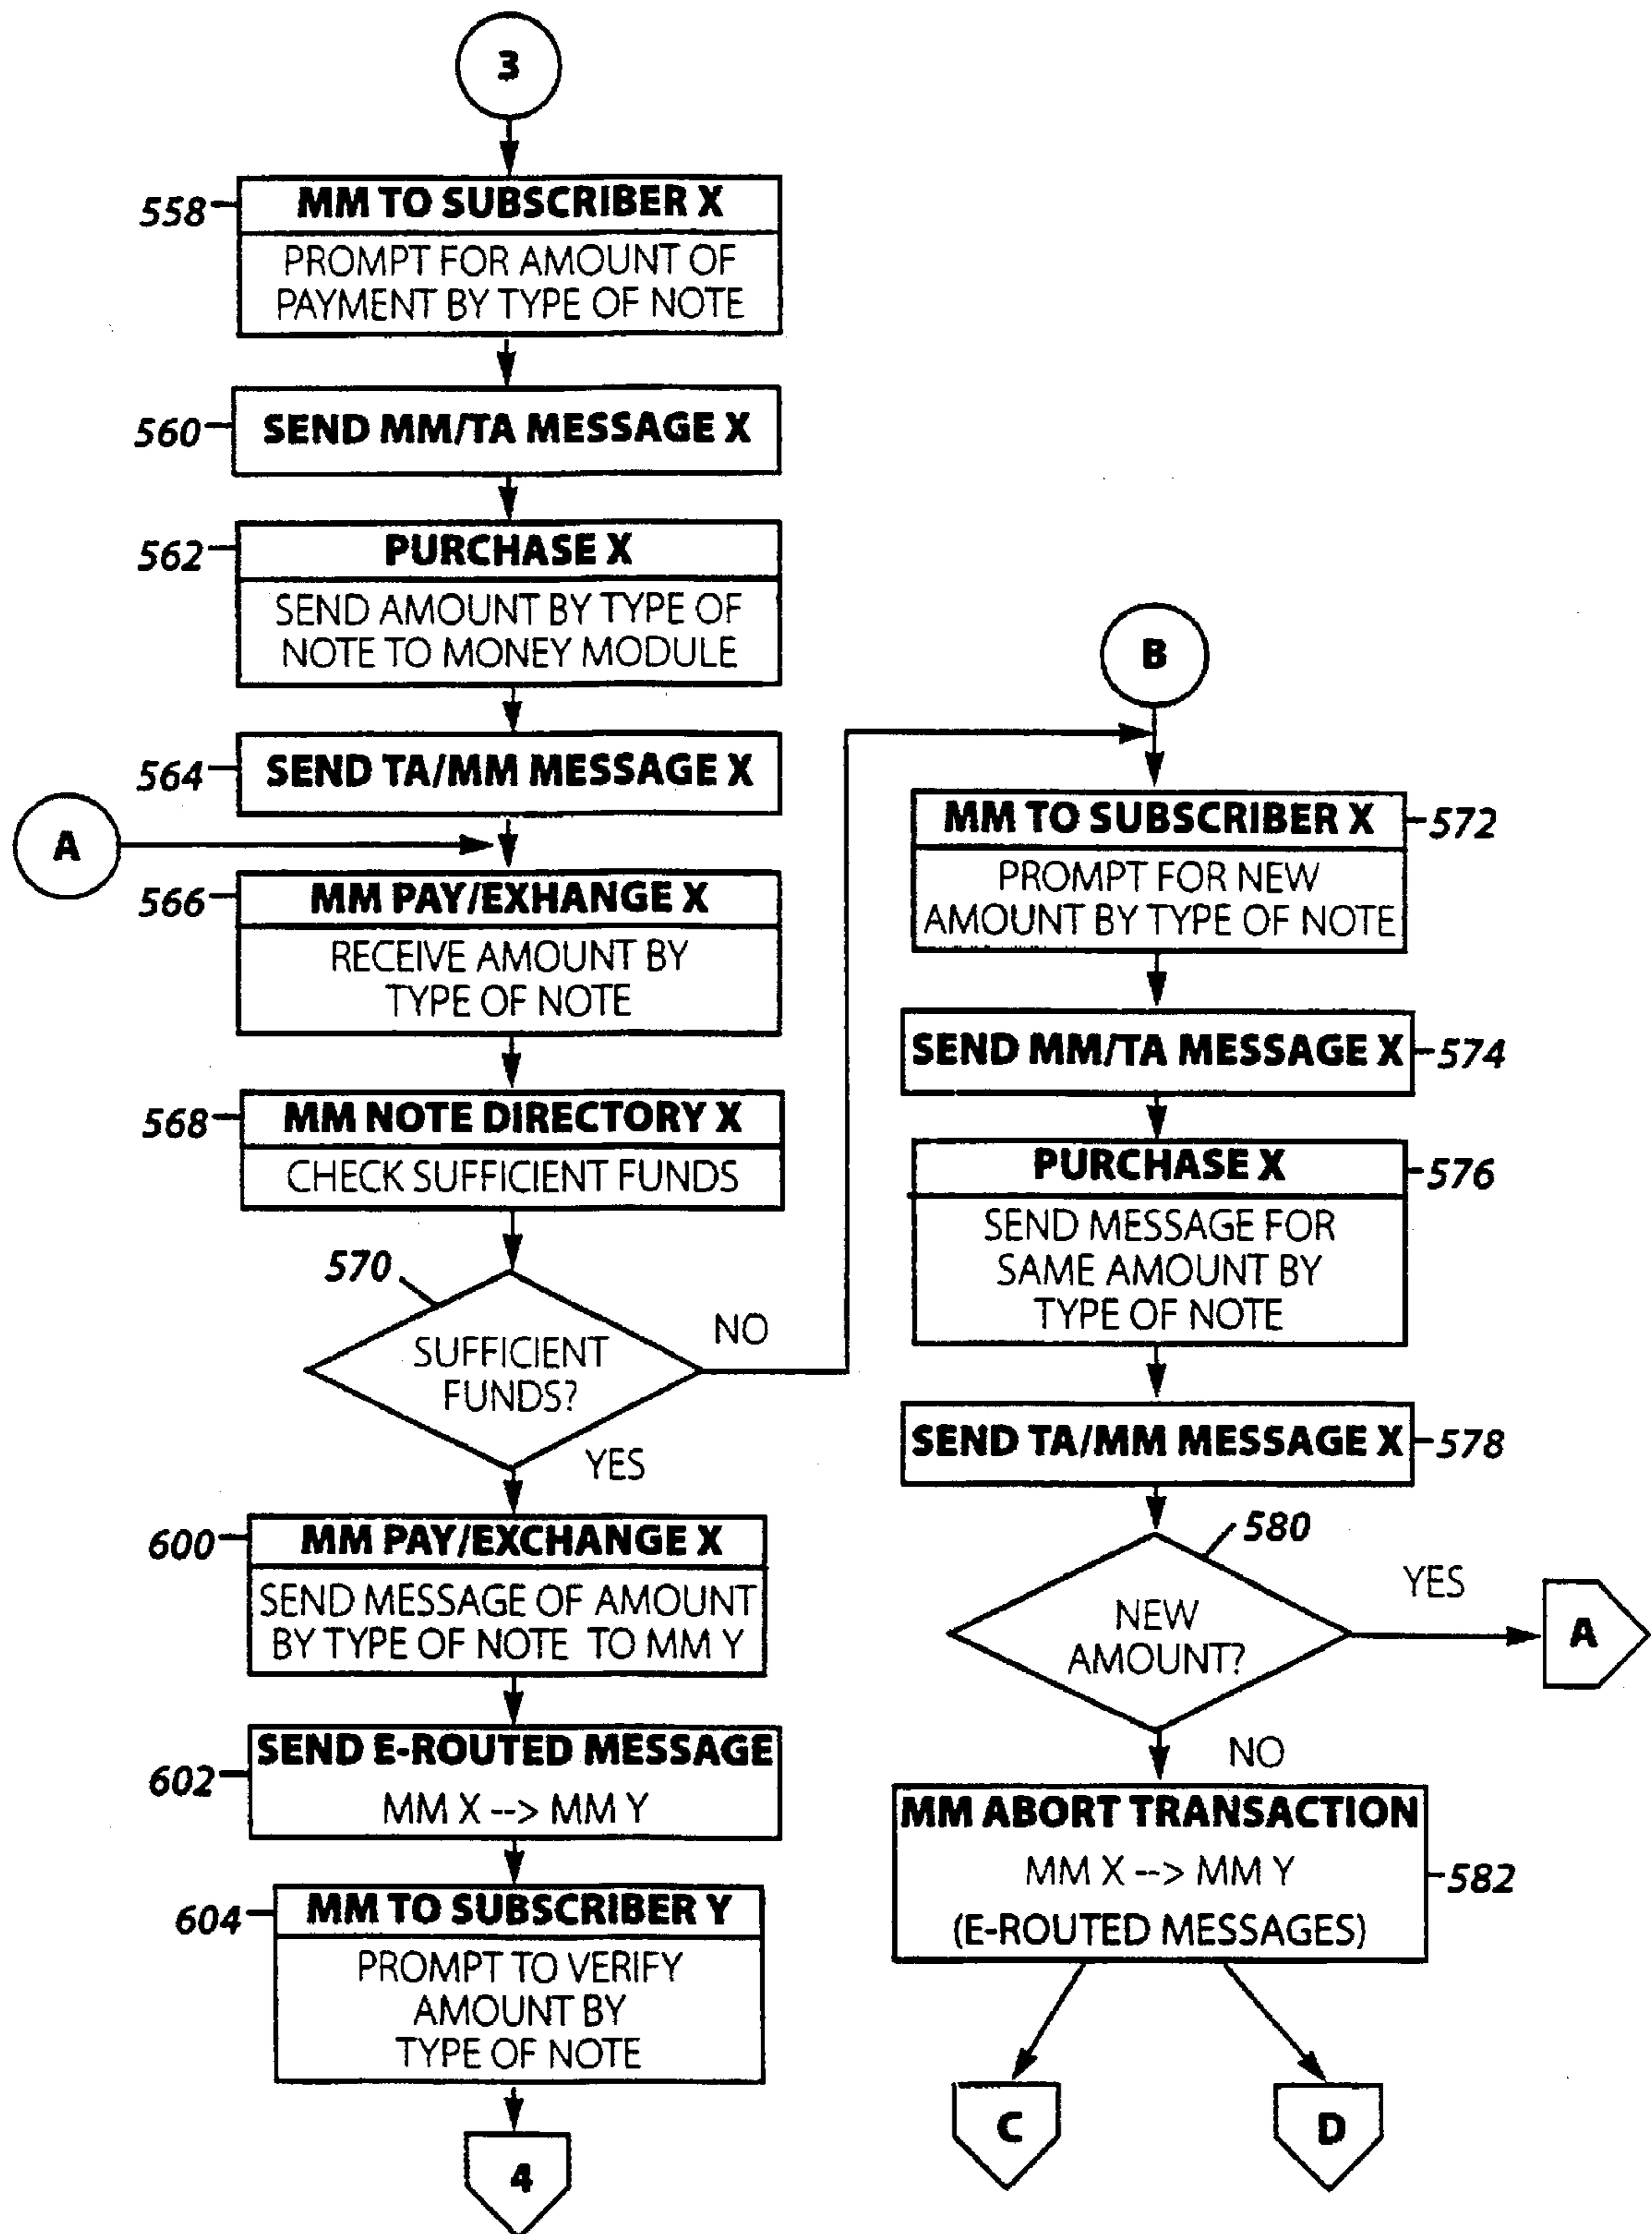 3
558
MM TO SUBSCRIBER X
PROMPT FOR AMOUNT OF
PAYMENT BY TYPE OF NOTE
560
SEND MM/TA MESSAGE X
562
PURCHASE X
SEND AMOUNT BY TYPE OF
NOTE TO MONEY MODULE
564
SEND TA/MM MESSAGE X
A
566
MM PAY/EXHANGE X
RECEIVE AMOUNT BY
TYPE OF NOTE
568
MM NOTE DIRECTORY X
CHECK SUFFICIENT FUNDS
570
SUFFICIENT
FUNDS?
NO
YES
600
MM PAY/EXCHANGE X
SEND MESSAGE OF AMOUNT
BY TYPE OF NOTE TO MM Y
602
SEND E-ROUTED MESSAGE
MM X --> MM Y
604
MM TO SUBSCRIBER Y
PROMPT TO VERIFY
AMOUNT BY
TYPE OF NOTE
4
B
MM TO SUBSCRIBER X
572
PROMPT FOR NEW
AMOUNT BY TYPE OF NOTE
SEND MM/TA MESSAGE X
574
PURCHASE X
576
SEND MESSAGE FOR
SAME AMOUNT BY
TYPE OF NOTE
SEND TA/MM MESSAGE X
578
580
NEW
AMOUNT?
YES
A
NO
MM ABORT TRANSACTION
MM X --> MM Y
582
(E-ROUTED MESSAGES)
C
D